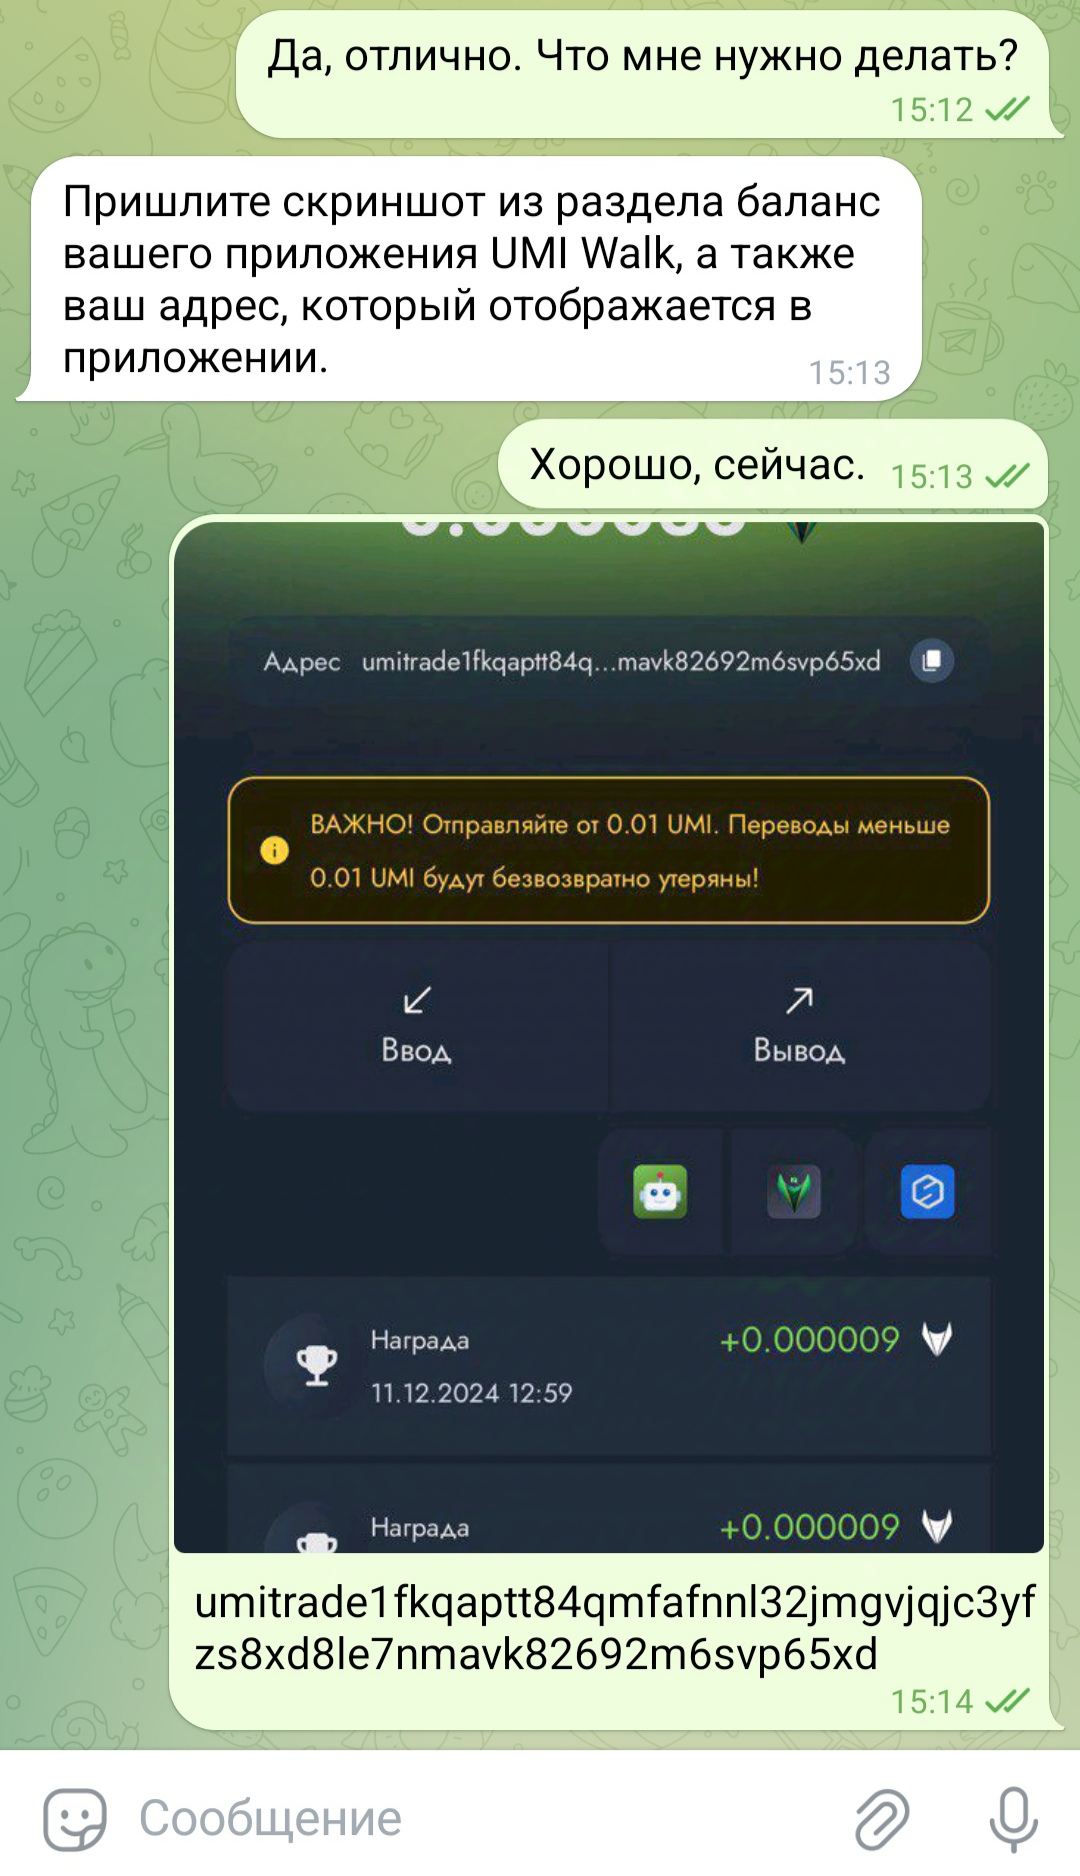 Да, отлично. Что мне нужно делать?
15:12
Пришлите скриншот из раздела баланс
вашего приложения UMI Walk, а также
ваш адрес, который отображается в
приложении.
15:13
Хорошо, сейчас.
15:13
Адрес umitrade1fkqaptt84q...mavk82692m6svp65xd
ВАЖНО! Отправляйте от 0.01 UMI. Переводы меньше
0.01 UMI будут безвозвратно утеряны!
Ввод
Вывод
Награда
+0.000009
11.12.2024 12:59
Награда
+0.000009
umitrade1fkqaptt84qmfafnnl32jmgvjqjc3yf
zs8xd8le7nmavk82692m6svp65xd
15:14
Сообщение